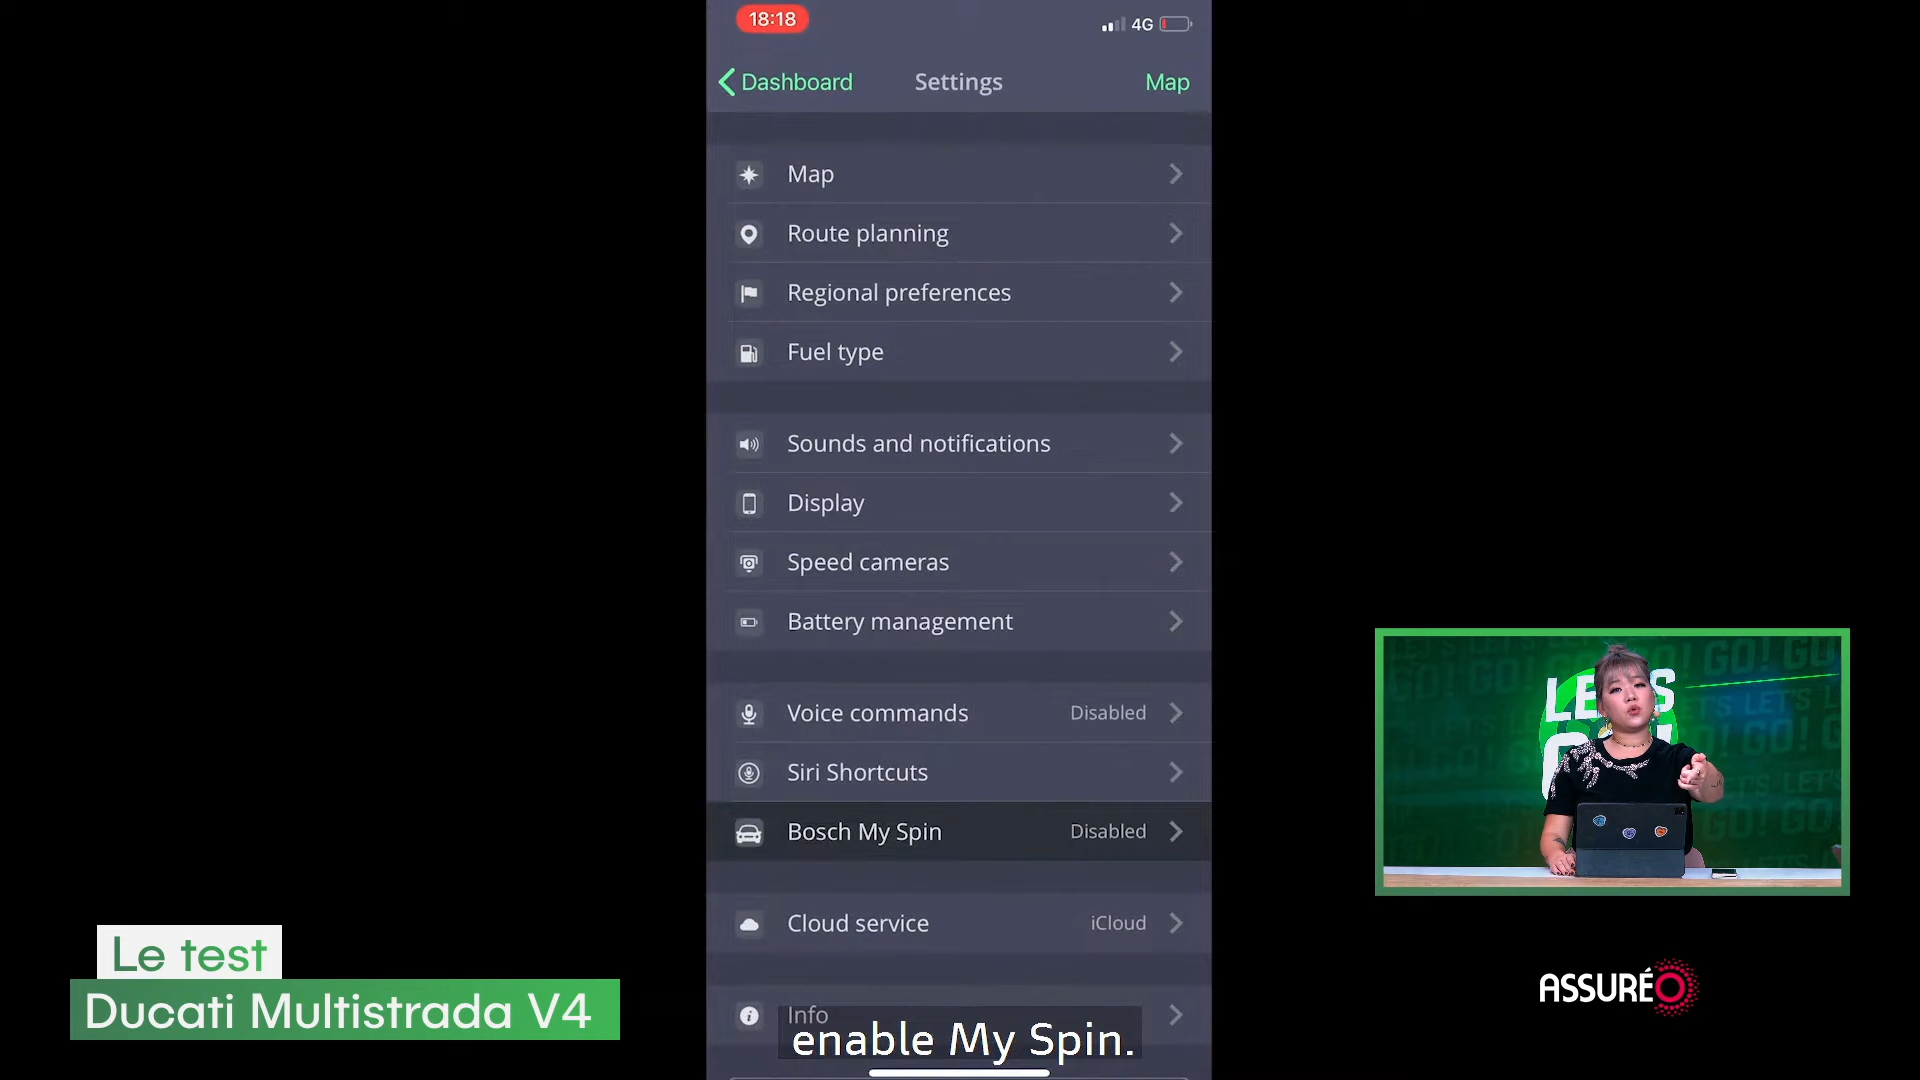 18:18
4G
Dashboard
Settings
Map
Map
Route planning
Regional preferences
Fuel type
Sounds and notifications
Display
Speed cameras
Battery management
Voice commands
Disabled
Siri Shortcuts
Bosch My Spin
Disabled
Cloud service
iCloud
Info
enable My Spin.
Le test
Ducati Multistrada V4
ASSURÉO